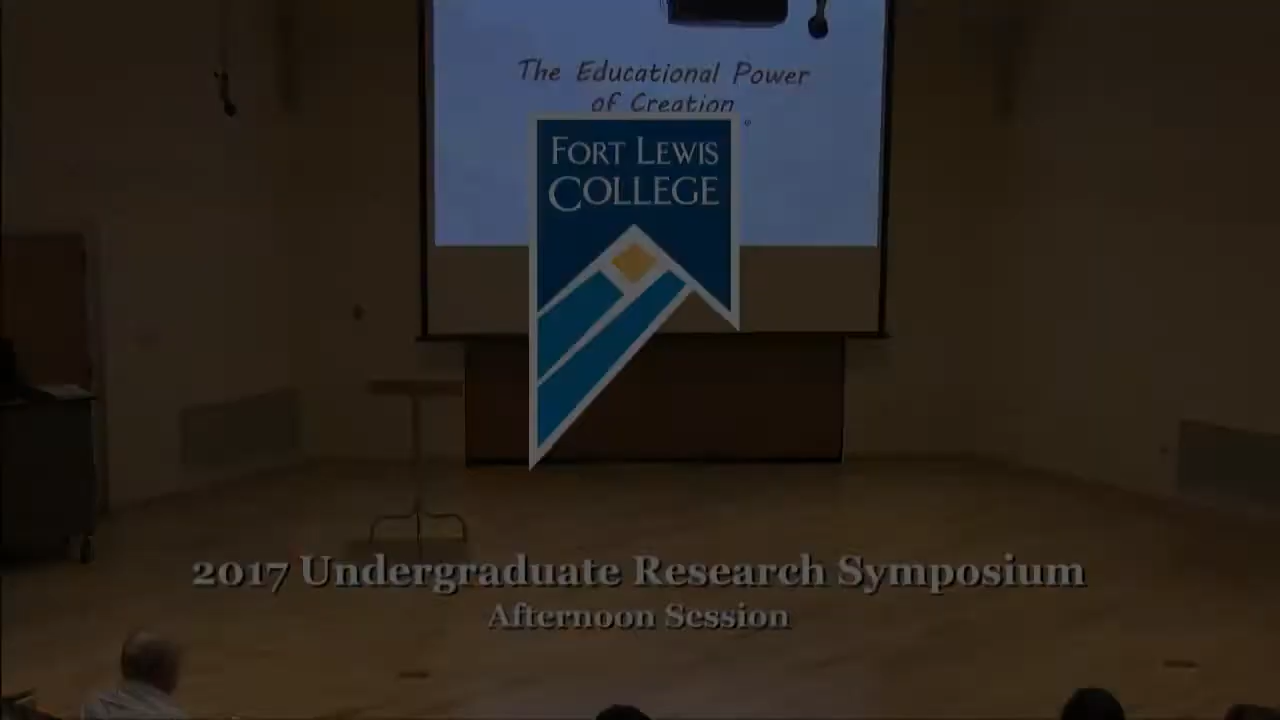 The Educational Power
of Creation
FORT LEWIS
COLLEGE
2017 Undergraduate Research Symposium
Afternoon Session